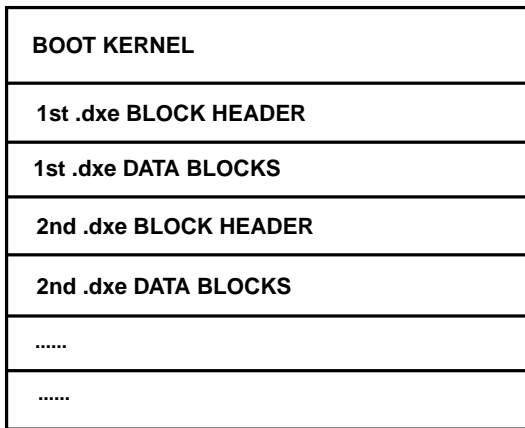 BOOT KERNEL
1st .dxe BLOCK HEADER
1st .dxe DATA BLOCKS
2nd .dxe BLOCK HEADER
2nd .dxe DATA BLOCKS
......
......